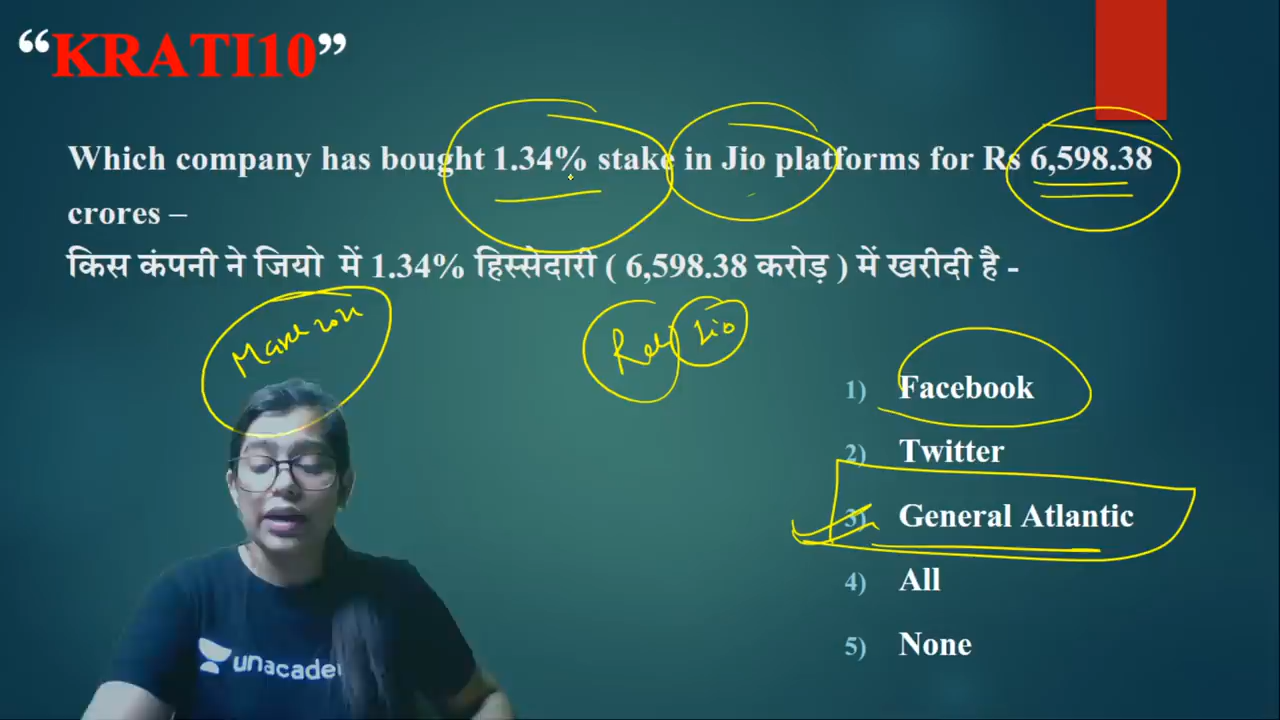 “KRATI10”
Which company has bought 1.34% stake in Jio platforms for Rs 6,598.38
crores –
किस कंपनी ने जियो में 1.34% हिस्सेदारी ( 6,598.38 करोड़ ) में खरीदी है -
Jio
1) Facebook
2) Twitter
3) General Atlantic
4) All
5) None
unacade